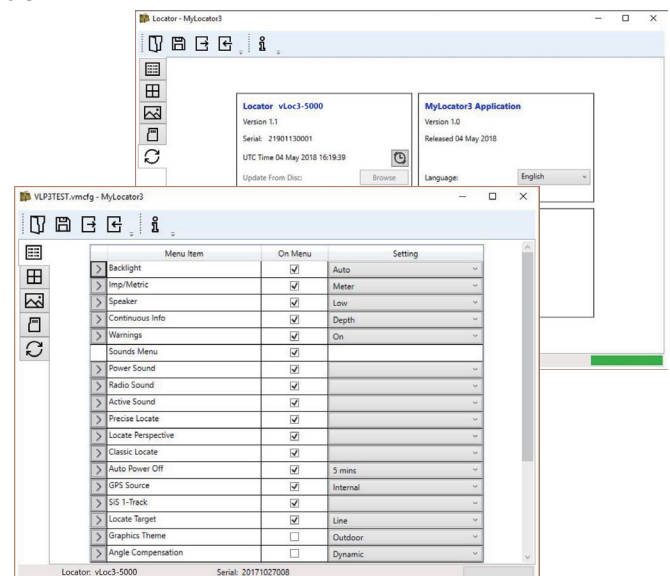 Locator - MyLocator3
Locator vLoc3-5000
Version 1.1
Serial: 21901130001
UTC Time 04 May 2018 16:19:39
Update From Disc: Browse
MyLocator3 Application
Version 1.0
Released 04 May 2018
Language: English
VLP3TEST.vmcfg - MyLocator3
Menu Item On Menu Setting
Backlight Auto
Imp/Metric Meter
Speaker Low
Continuous Info Depth
Warnings On
Sounds Menu
Power Sound
Radio Sound
Active Sound
Precise Locate
Locate Perspective
Classic Locate
Auto Power Off 5 mins
GPS Source Internal
SiS 1-Track
Locate Target Line
Graphics Theme Outdoor
Angle Compensation Dynamic
Locator: vLoc3-5000 Serial: 20171027008